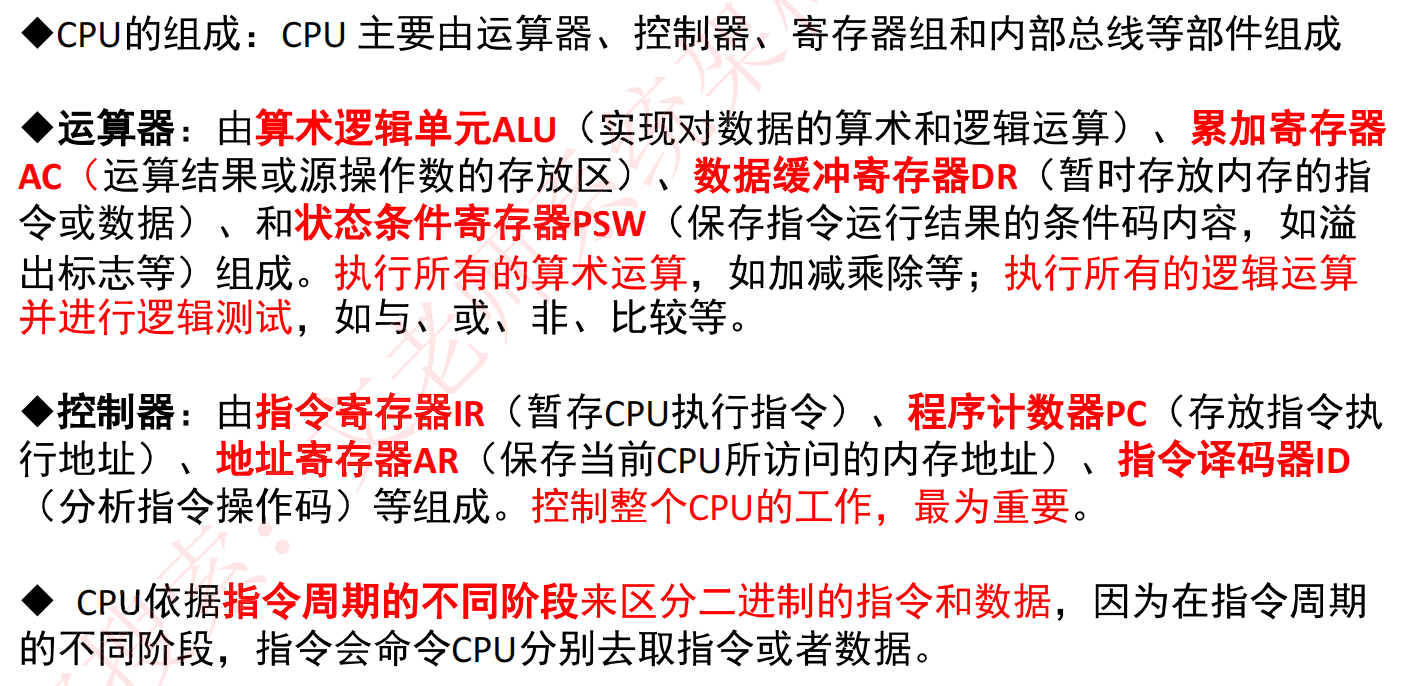 ◆CPU的组成：CPU 主要由运算器、控制器、寄存器组和内部总线等部件组成
◆运算器：由算术逻辑单元ALU（实现对数据的算术和逻辑运算）、累加寄存器
AC（运算结果或源操作数的存放区）、数据缓冲寄存器DR（暂时存放内存的指
令或数据）、和状态条件寄存器PSW（保存指令运行结果的条件码内容，如溢
出标志等）组成。执行所有的算术运算，如加减乘除等；执行所有的逻辑运算
并进行逻辑测试，如与、或、非、比较等。
◆控制器：由指令寄存器IR（暂存CPU执行指令）、程序计数器PC（存放指令执
行地址）、地址寄存器AR（保存当前CPU所访问的内存地址）、指令译码器ID
（分析指令操作码）等组成。控制整个CPU的工作，最为重要。
◆ CPU依据指令周期的不同阶段来区分二进制的指令和数据，因为在指令周期
的不同阶段，指令会命令CPU分别去取指令或者数据。
搜索：文老师系统架